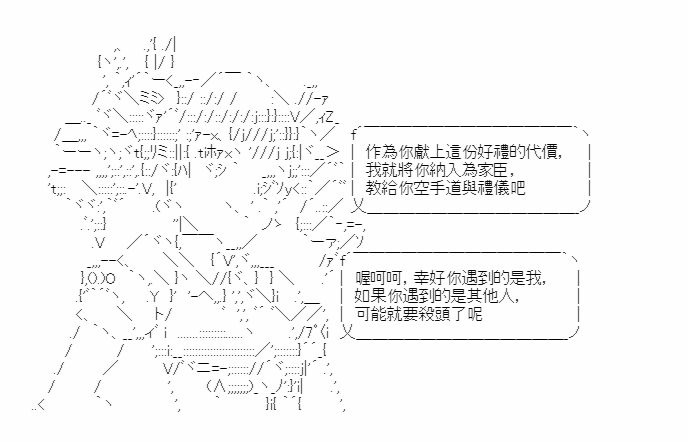 作為你獻上這份好禮的代價，
我就將你納入為家臣，
教給你空手道與禮儀吧
喔呵呵，幸好你遇到的是我，
如果你遇到的是其他人，
可能就要殺頭了呢